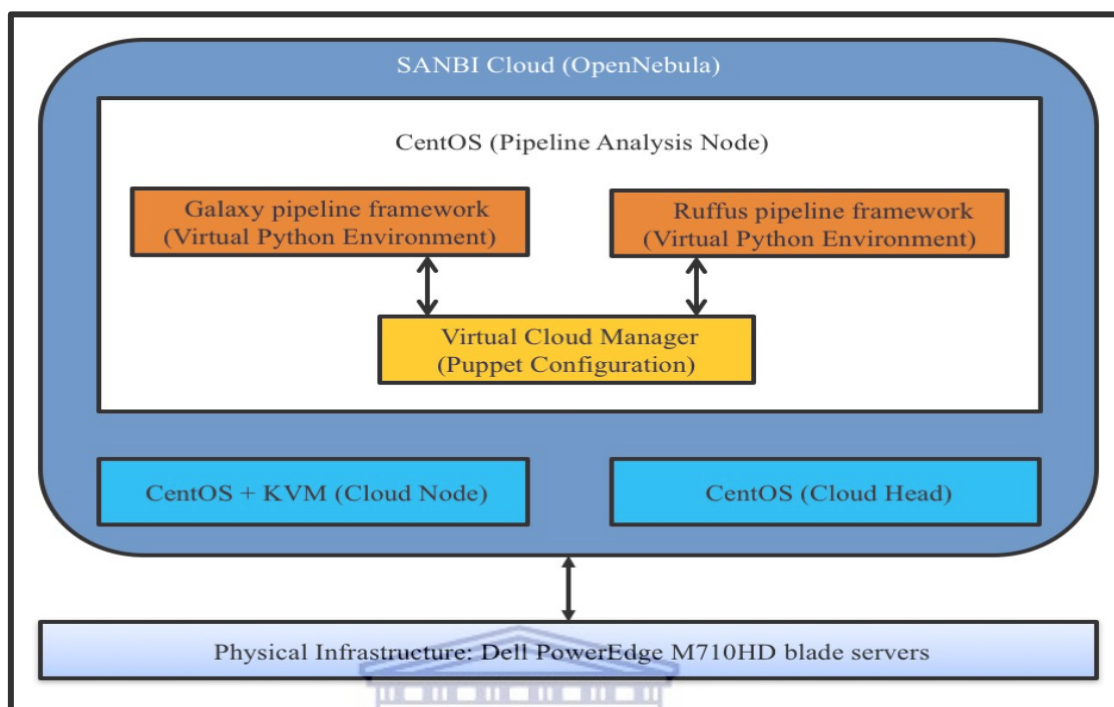 SANBI Cloud (OpenNebula)
CentOS (Pipeline Analysis Node)
Galaxy pipeline framework
(Virtual Python Environment)
Ruffus pipeline framework
(Virtual Python Environment)
Virtual Cloud Manager
(Puppet Configuration)
CentOS + KVM (Cloud Node)
CentOS (Cloud Head)
Physical Infrastructure: Dell PowerEdge M710HD blade servers